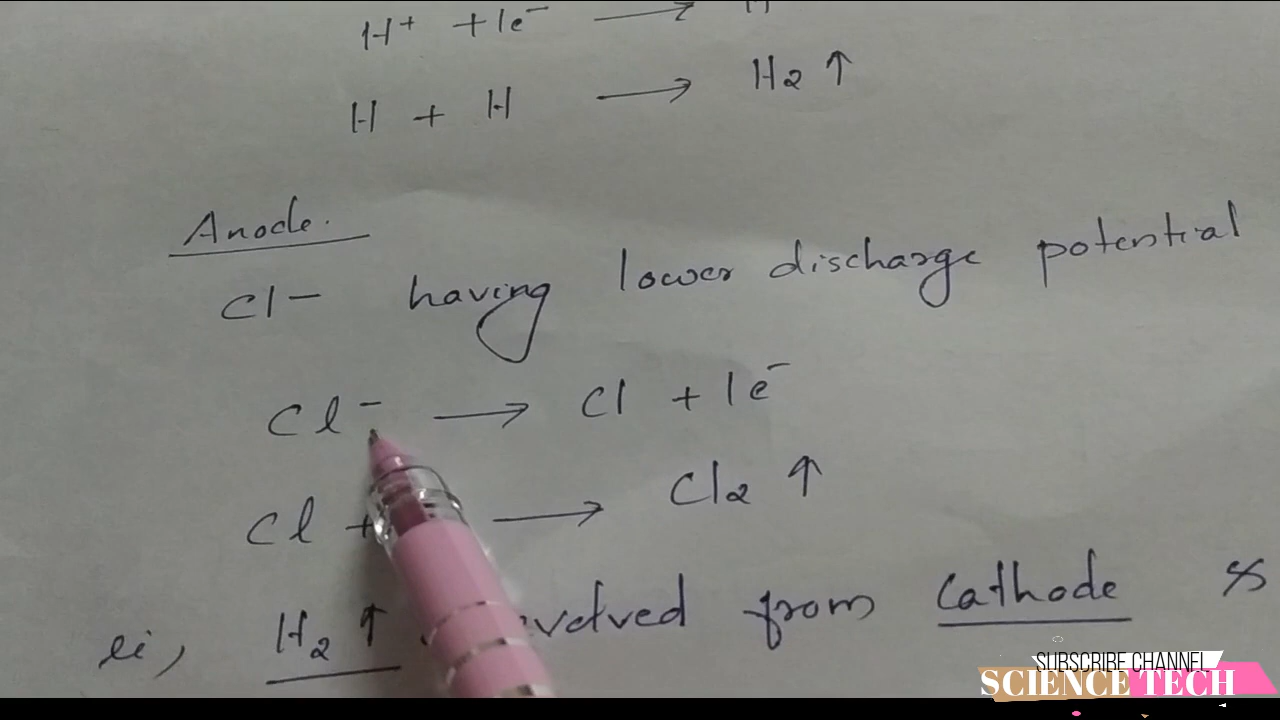 H⁺ + 1e⁻ ⟶ H
H + H ⟶ H₂ ↑
Anode.
Cl⁻ having lower discharge potential
Cl⁻ ⟶ Cl + 1e⁻
Cl + ⟶ Cl₂ ↑
ie, H₂ ↑ from cathode &
SUBSCRIBE CHANNEL
SCIENCE TECH